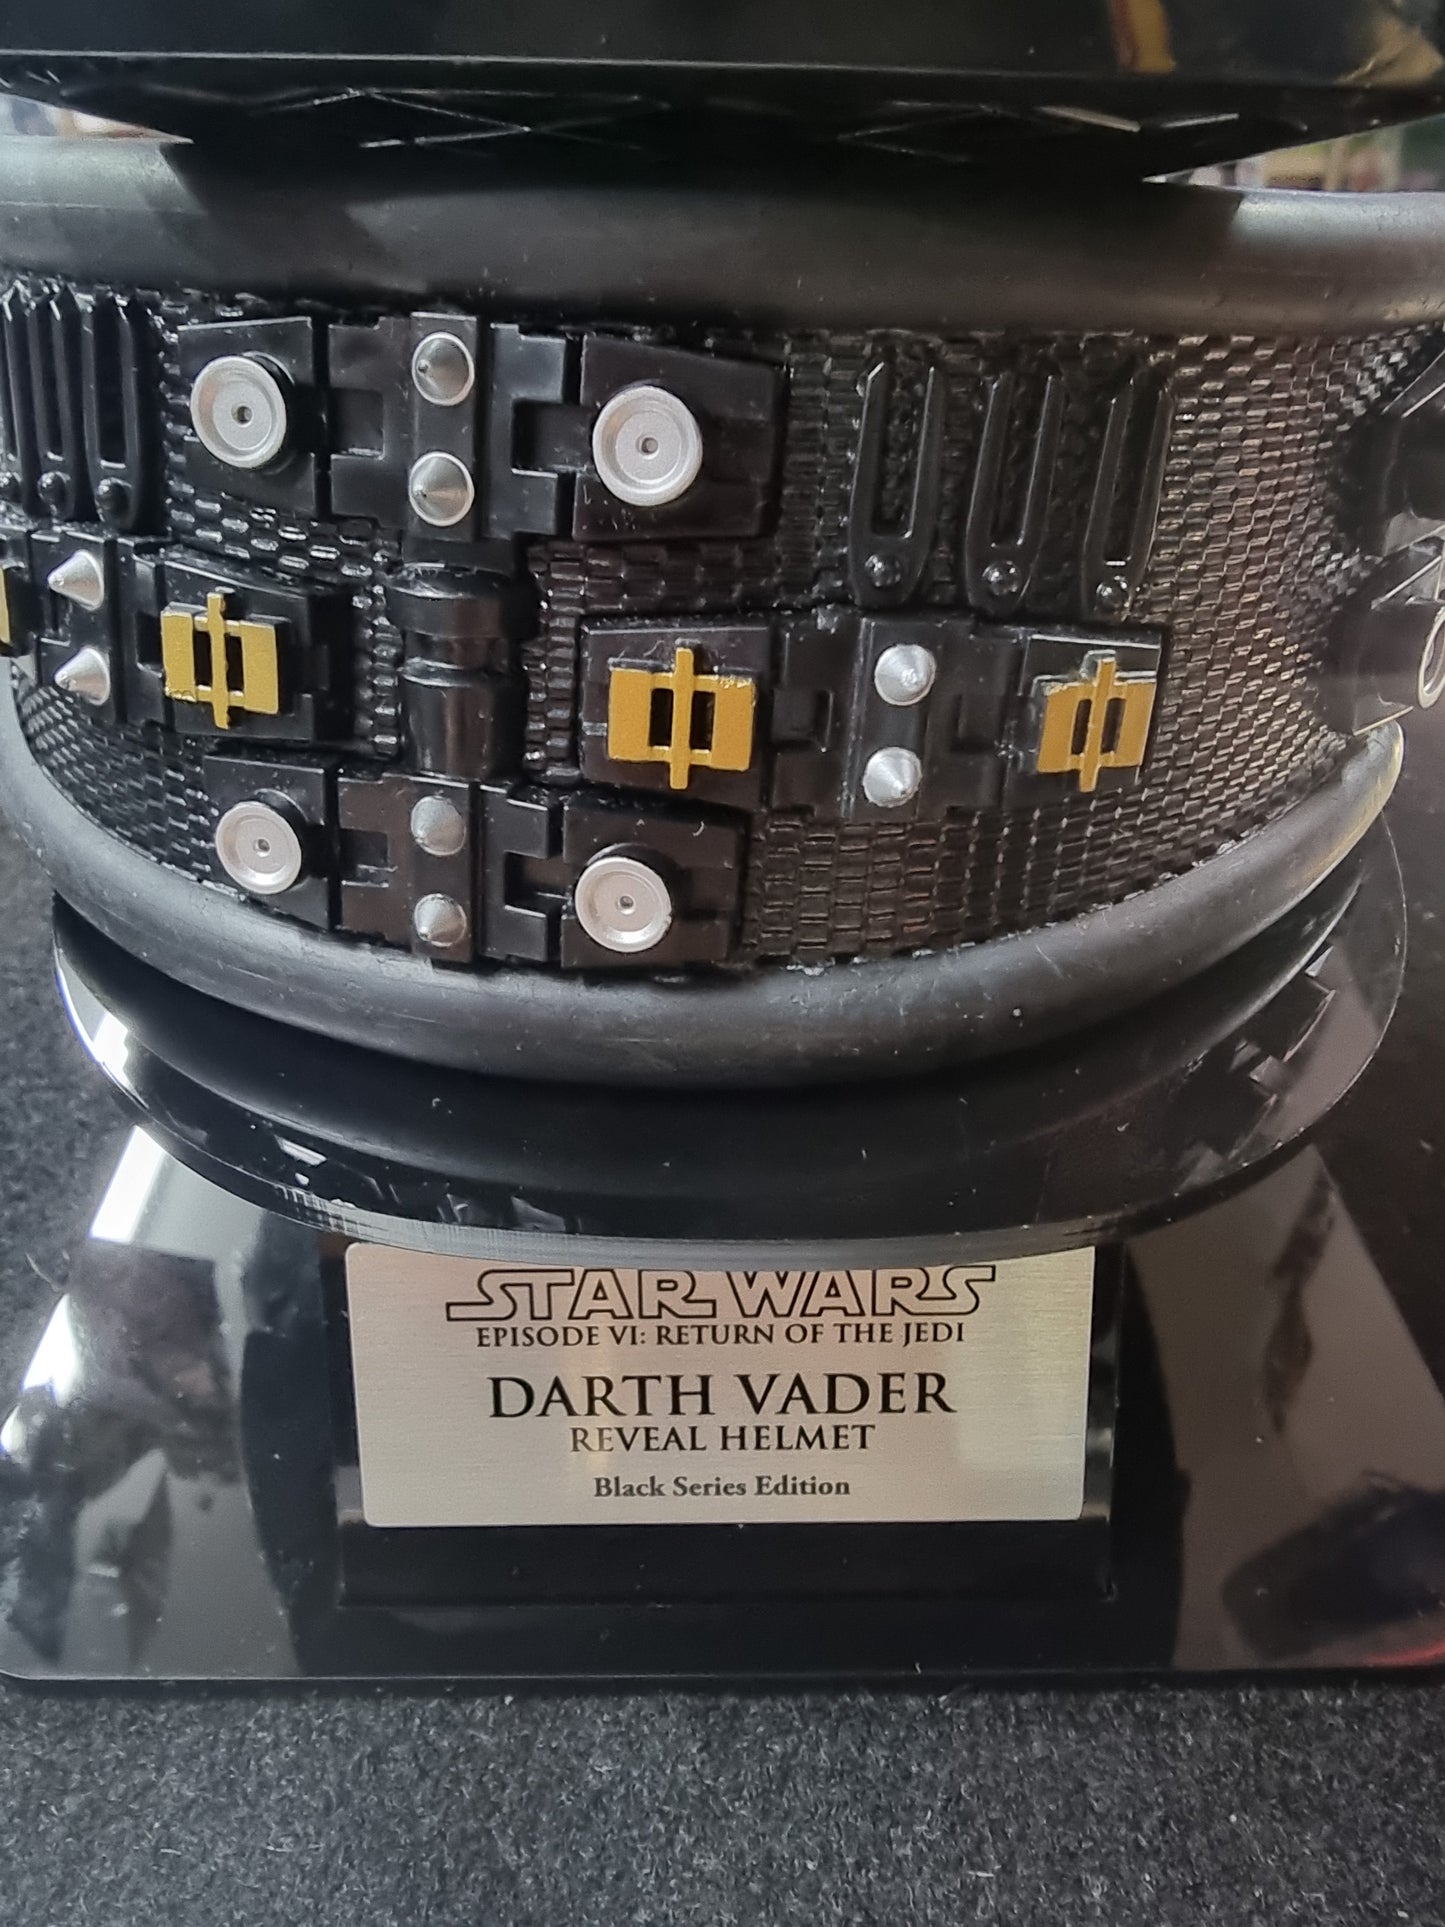 STAR WARS
EPISODE VI: RETURN OF THE JEDI
DARTH VADER
REVEAL HELMET
Black Series Edition